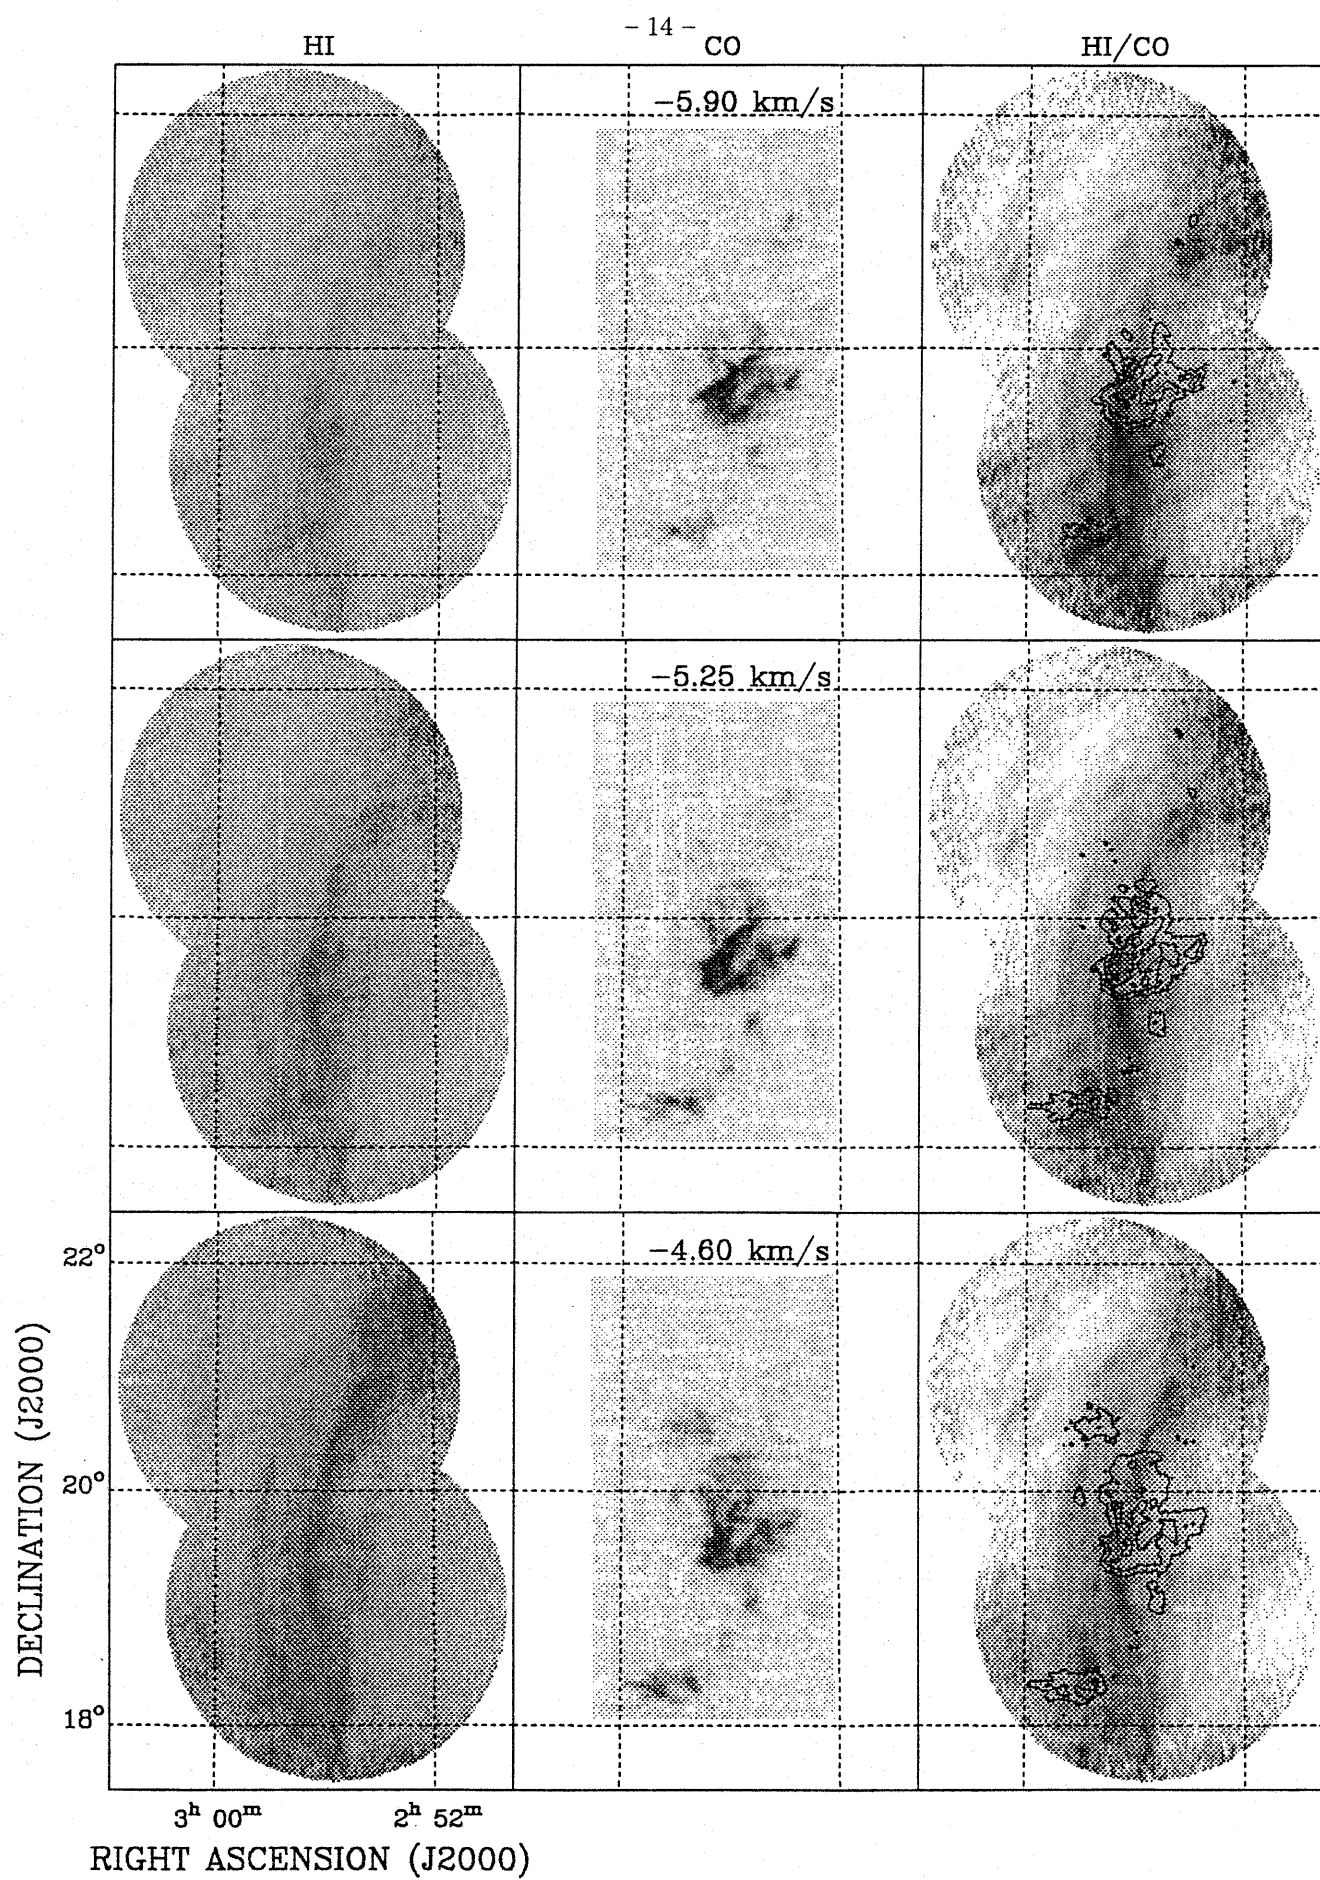 – 14 –
HI CO HI/CO
−5.90 km/s
−5.25 km/s
−4.60 km/s
22°
20°
18°
DECLINATION (J2000)
3ʰ 00ᵐ 2ʰ 52ᵐ
RIGHT ASCENSION (J2000)